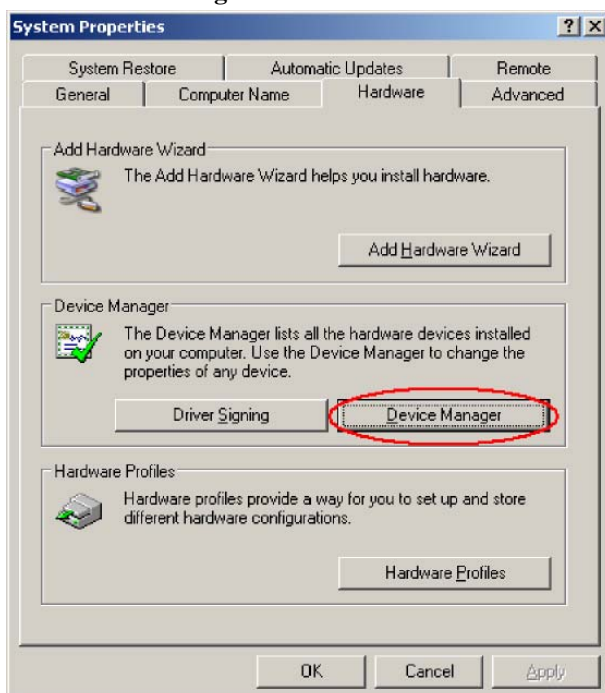 System Properties
System Restore
Automatic Updates
Remote
General
Computer Name
Hardware
Advanced
Add Hardware Wizard
The Add Hardware Wizard helps you install hardware.
Add Hardware Wizard
Device Manager
The Device Manager lists all the hardware devices installed
on your computer. Use the Device Manager to change the
properties of any device.
Driver Signing
Device Manager
Hardware Profiles
Hardware profiles provide a way for you to set up and store
different hardware configurations.
Hardware Profiles
OK
Cancel
Apply